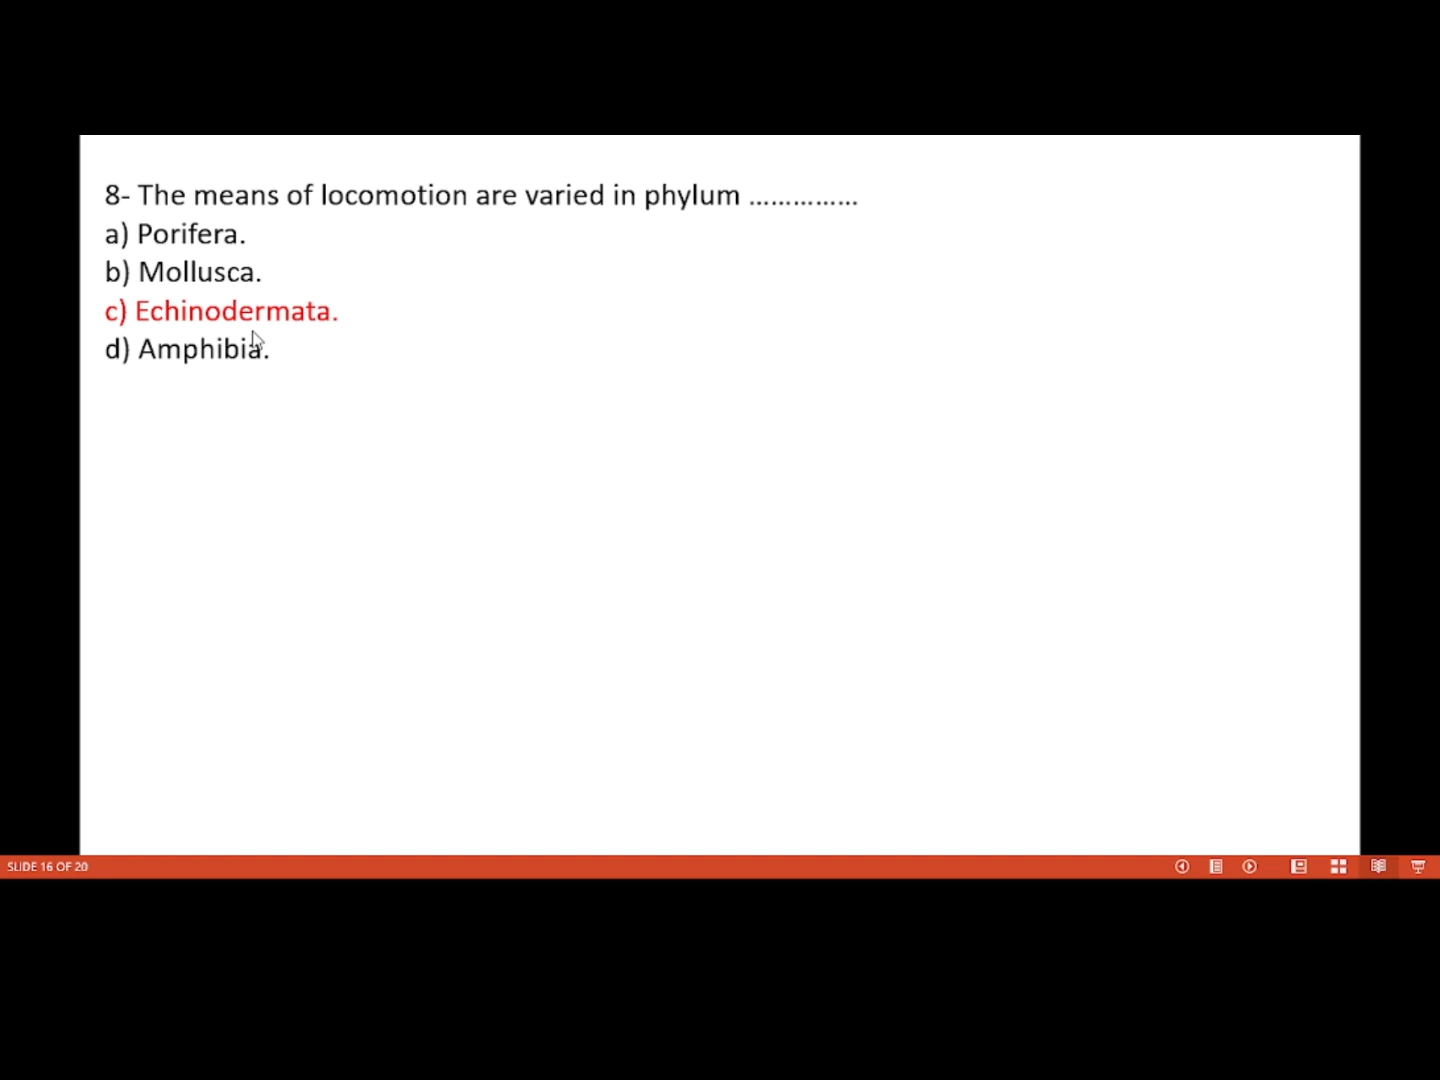 8- The means of locomotion are varied in phylum ...............
a) Porifera.
b) Mollusca.
c) Echinodermata.
d) Amphibia.
SLIDE 16 OF 20